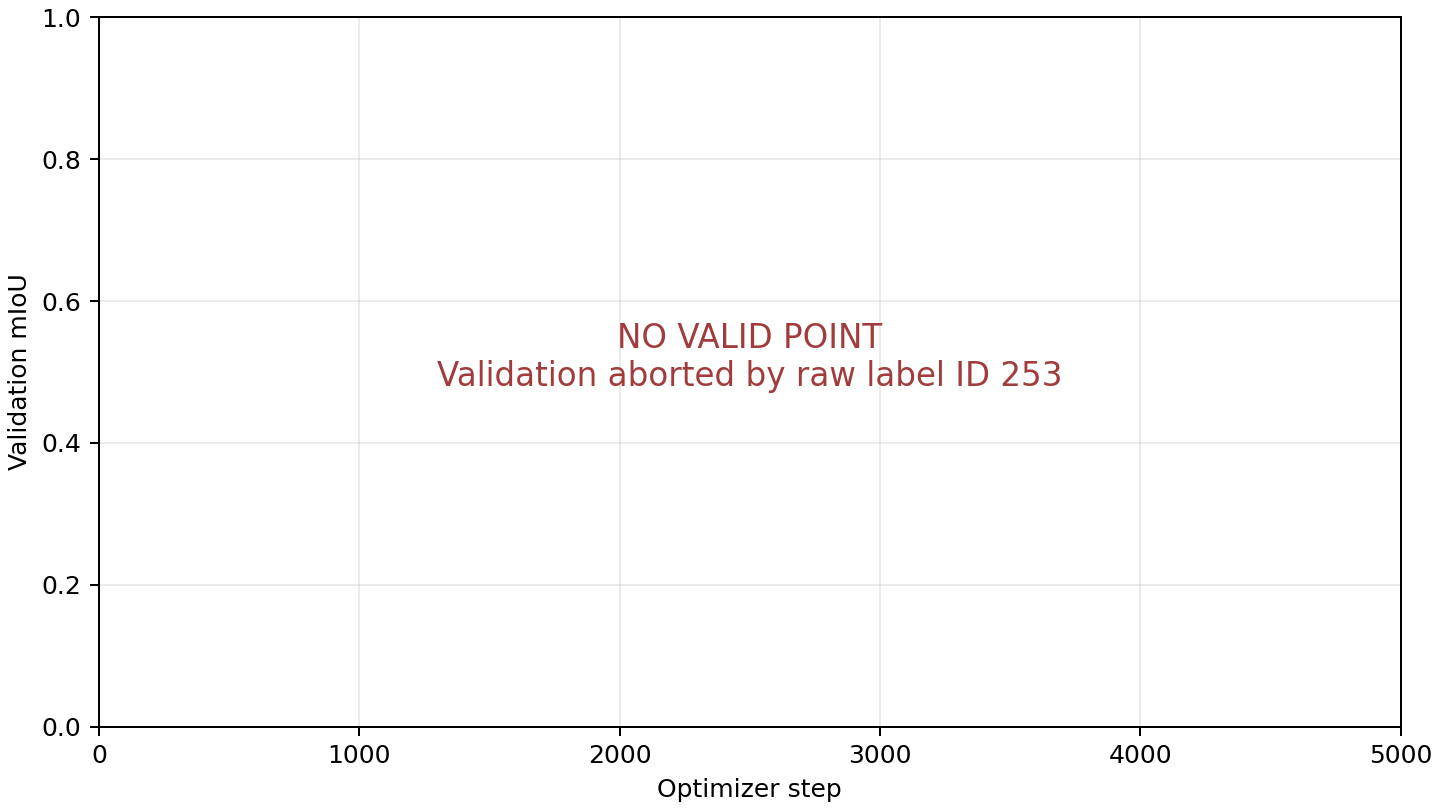 1.0
0.8
0.6
0.4
0.2
0.0
Validation mIoU
NO VALID POINT
Validation aborted by raw label ID 253
0 1000 2000 3000 4000 5000
Optimizer step